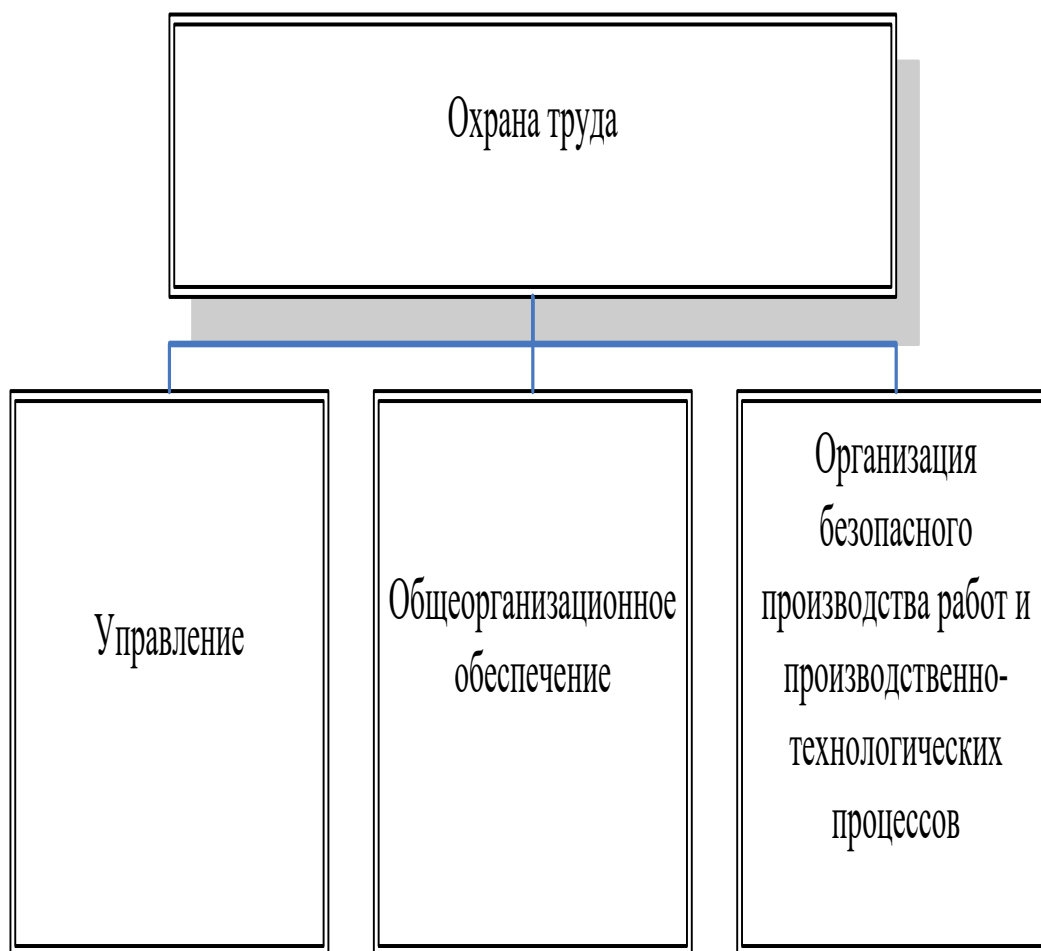 Охрана труда
Управление
Общеорганизационное
обеспечение
Организация
безопасного
производства работ и
производственно-
технологических
процессов